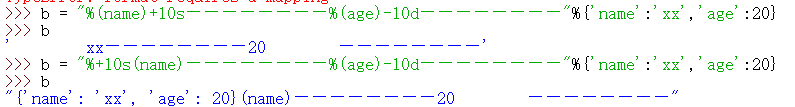 TypeError: format requires a mapping
>>> b = "%(name)+10s－－－－－－－－－－%(age)-10d－－－－－－－－－－"%{'name':'xx','age':20}
>>> b
'        xx－－－－－－－－－－20        －－－－－－－－－－'
>>> b = "%+10s(name)－－－－－－－－－－%(age)-10d－－－－－－－－－－"%{'name':'xx','age':20}
>>> b
"{'name': 'xx', 'age': 20}(name)－－－－－－－－－－20        －－－－－－－－－－"